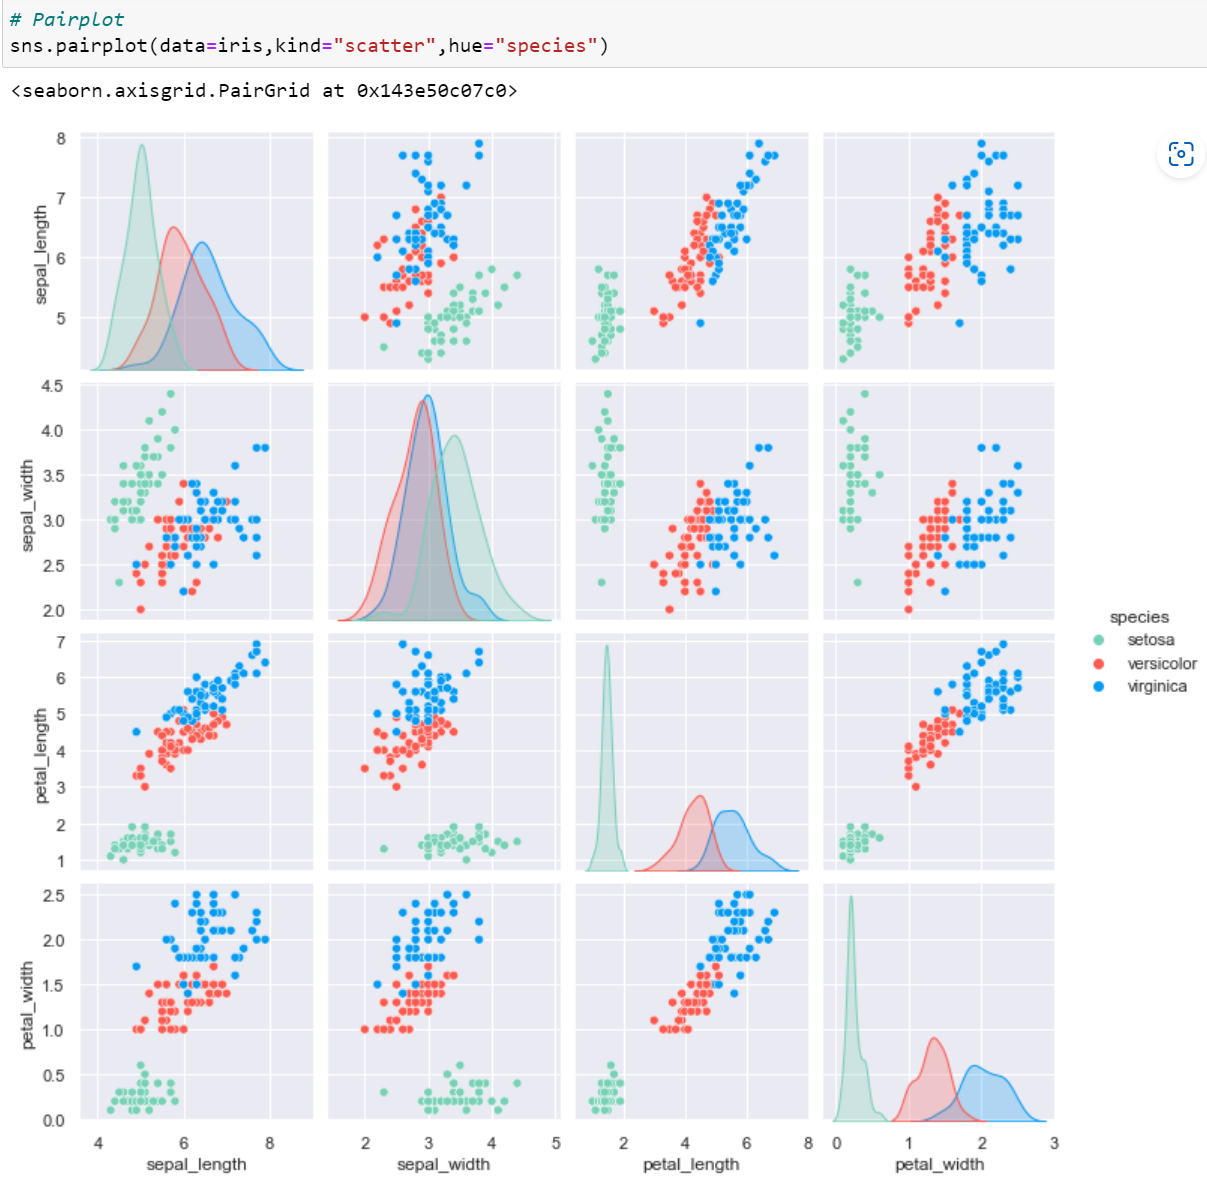 # Pairplot
sns.pairplot(data=iris,kind="scatter",hue="species")
<seaborn.axisgrid.PairGrid at 0x143e50c07c0>
8
7
6
5
sepal_length
4.5
4.0
3.5
3.0
2.5
2.0
sepal_width
7
6
5
4
3
2
1
petal_length
2.5
2.0
1.5
1.0
0.5
0.0
petal_width
4 6 8
sepal_length
2 3 4 5
sepal_width
2 4 6 8
petal_length
0 1 2 3
petal_width
species
setosa
versicolor
virginica